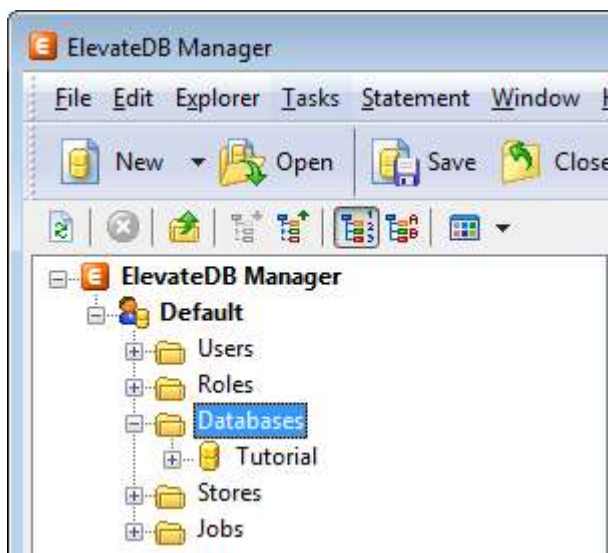 ElevateDB Manager
File Edit Explorer Tasks Statement Window
New Open Save Close
ElevateDB Manager
Default
Users
Roles
Databases
Tutorial
Stores
Jobs